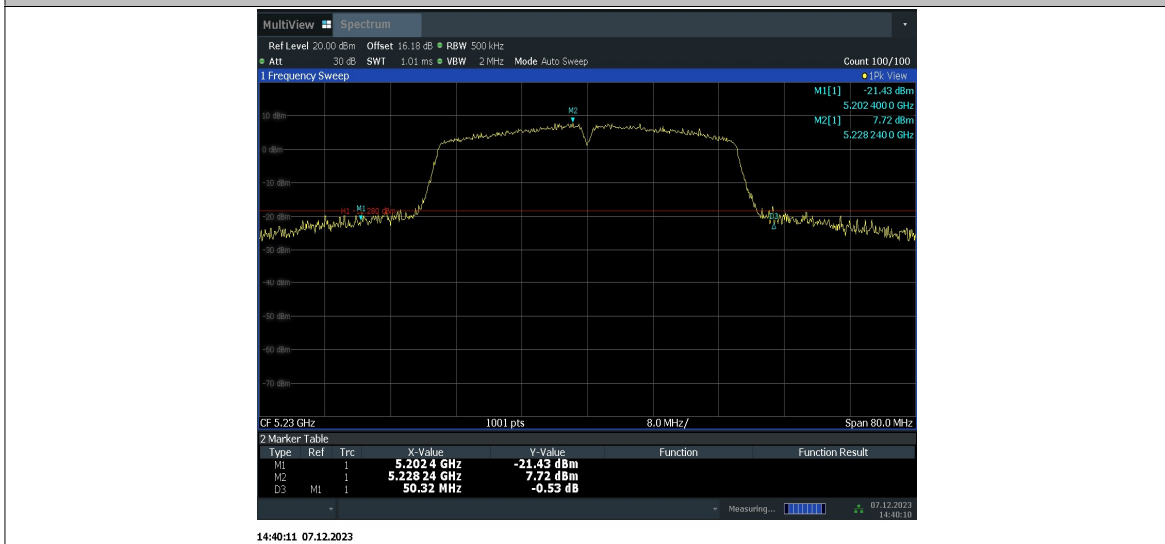 MultiView Spectrum
Ref Level 20.00 dBm Offset 16.18 dB RBW 500 kHz
Att 30 dB SWT 1.01 ms VBW 2 MHz Mode Auto Sweep Count 100/100
1 Frequency Sweep 1Pk View
M1[1] -21.43 dBm
5.202 400 0 GHz
M2[1] 7.72 dBm
5.228 240 0 GHz
M2
10 dBm
0 dBm
-10 dBm
M1
-20 dBm
D3
-30 dBm
-40 dBm
-50 dBm
-60 dBm
-70 dBm
CF 5.23 GHz 1001 pts 8.0 MHz/ Span 80.0 MHz
2 Marker Table
Type Ref Trc X-Value Y-Value Function Function Result
M1 1 5.202 4 GHz -21.43 dBm
M2 1 5.228 24 GHz 7.72 dBm
D3 M1 1 50.32 MHz -0.53 dB
Measuring... 07.12.2023
14:40:10
14:40:11 07.12.2023